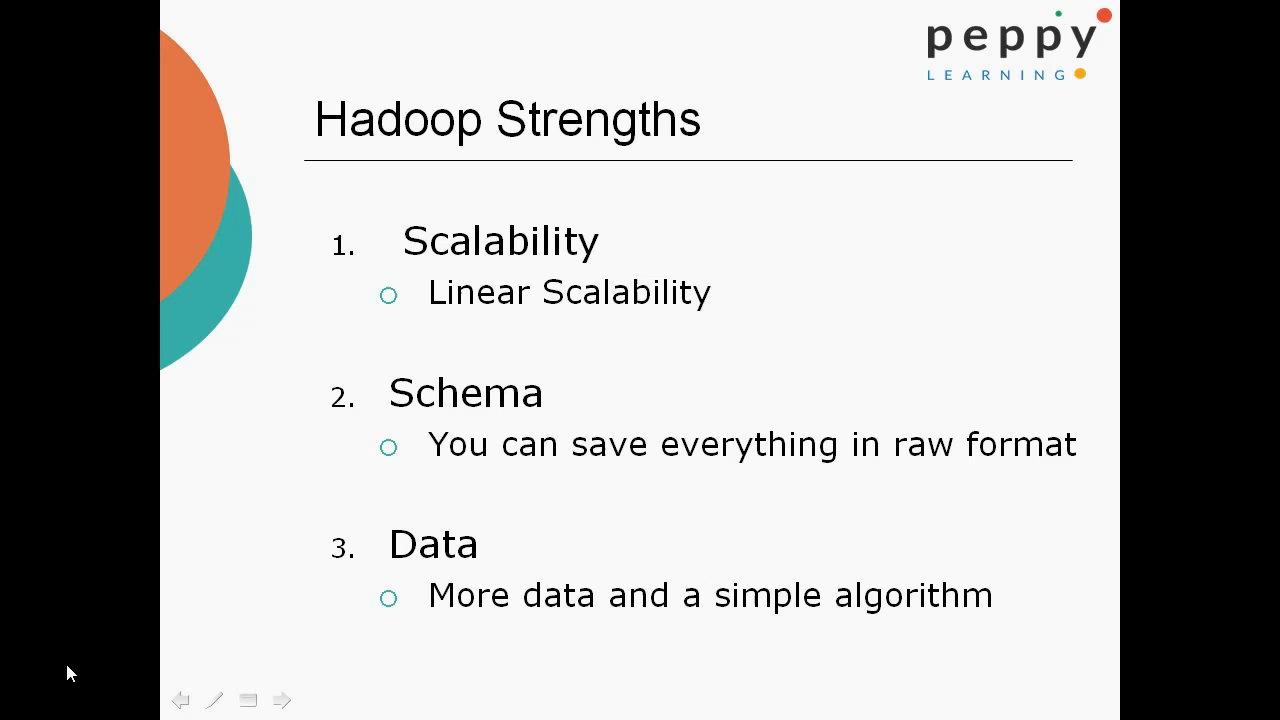 peppy
LEARNING
Hadoop Strengths
1. Scalability
Linear Scalability
2. Schema
You can save everything in raw format
3. Data
More data and a simple algorithm